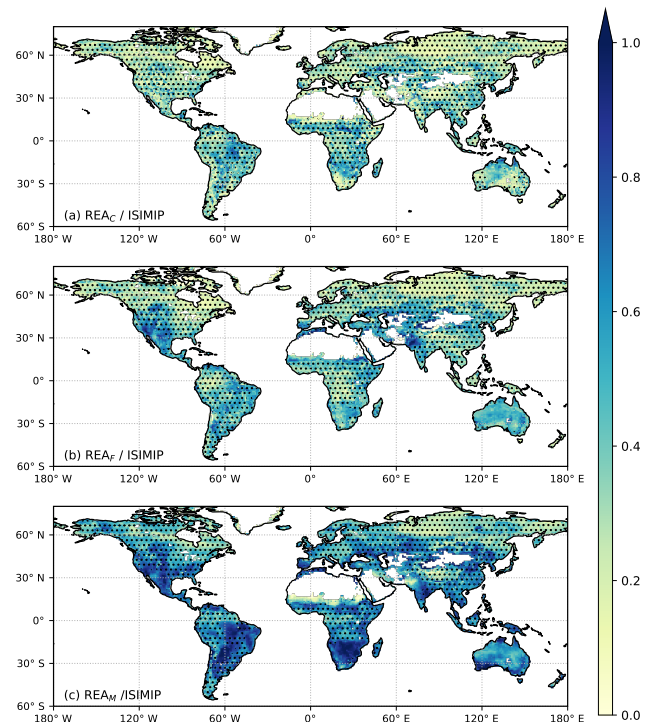 60° N
30° N
0°
30° S
(a) REA_C / ISIMIP
60° S
180° W 120° W 60° W 0° 60° E 120° E 180° E
60° N
30° N
0°
30° S
(b) REA_F / ISIMIP
60° S
180° W 120° W 60° W 0° 60° E 120° E 180° E
60° N
30° N
0°
30° S
(c) REA_M /ISIMIP
60° S
180° W 120° W 60° W 0° 60° E 120° E 180° E
1.0
0.8
0.6
0.4
0.2
0.0